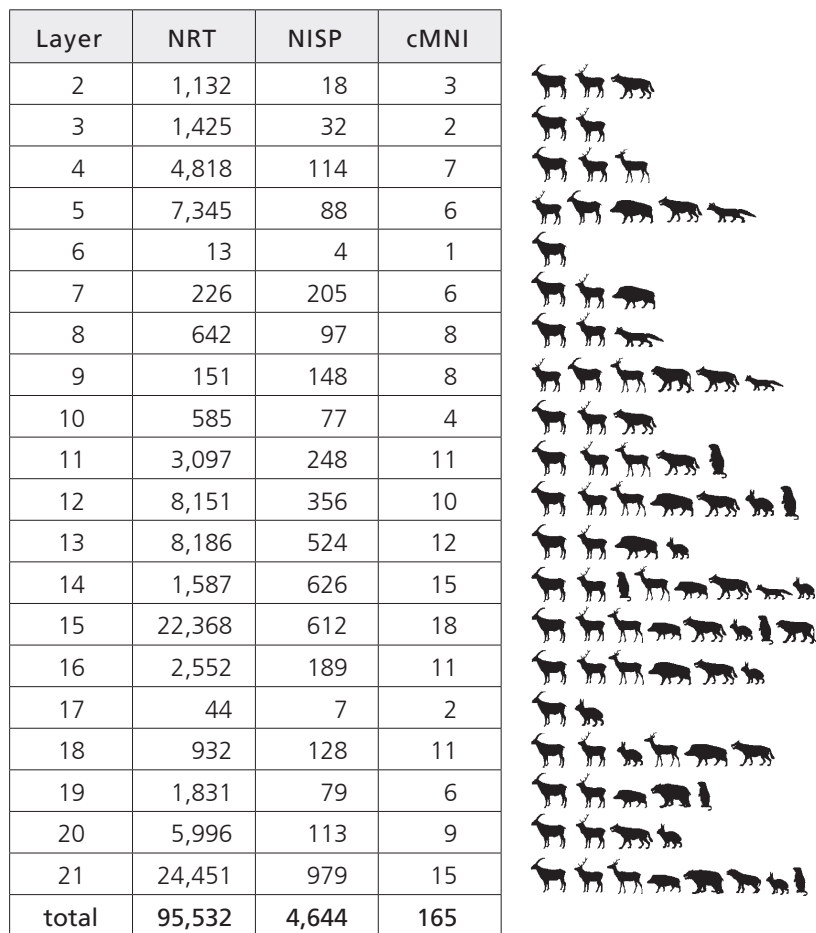 Layer NRT NISP cMNI
2 1,132 18 3
3 1,425 32 2
4 4,818 114 7
5 7,345 88 6
6 13 4 1
7 226 205 6
8 642 97 8
9 151 148 8
10 585 77 4
11 3,097 248 11
12 8,151 356 10
13 8,186 524 12
14 1,587 626 15
15 22,368 612 18
16 2,552 189 11
17 44 7 2
18 932 128 11
19 1,831 79 6
20 5,996 113 9
21 24,451 979 15
total 95,532 4,644 165